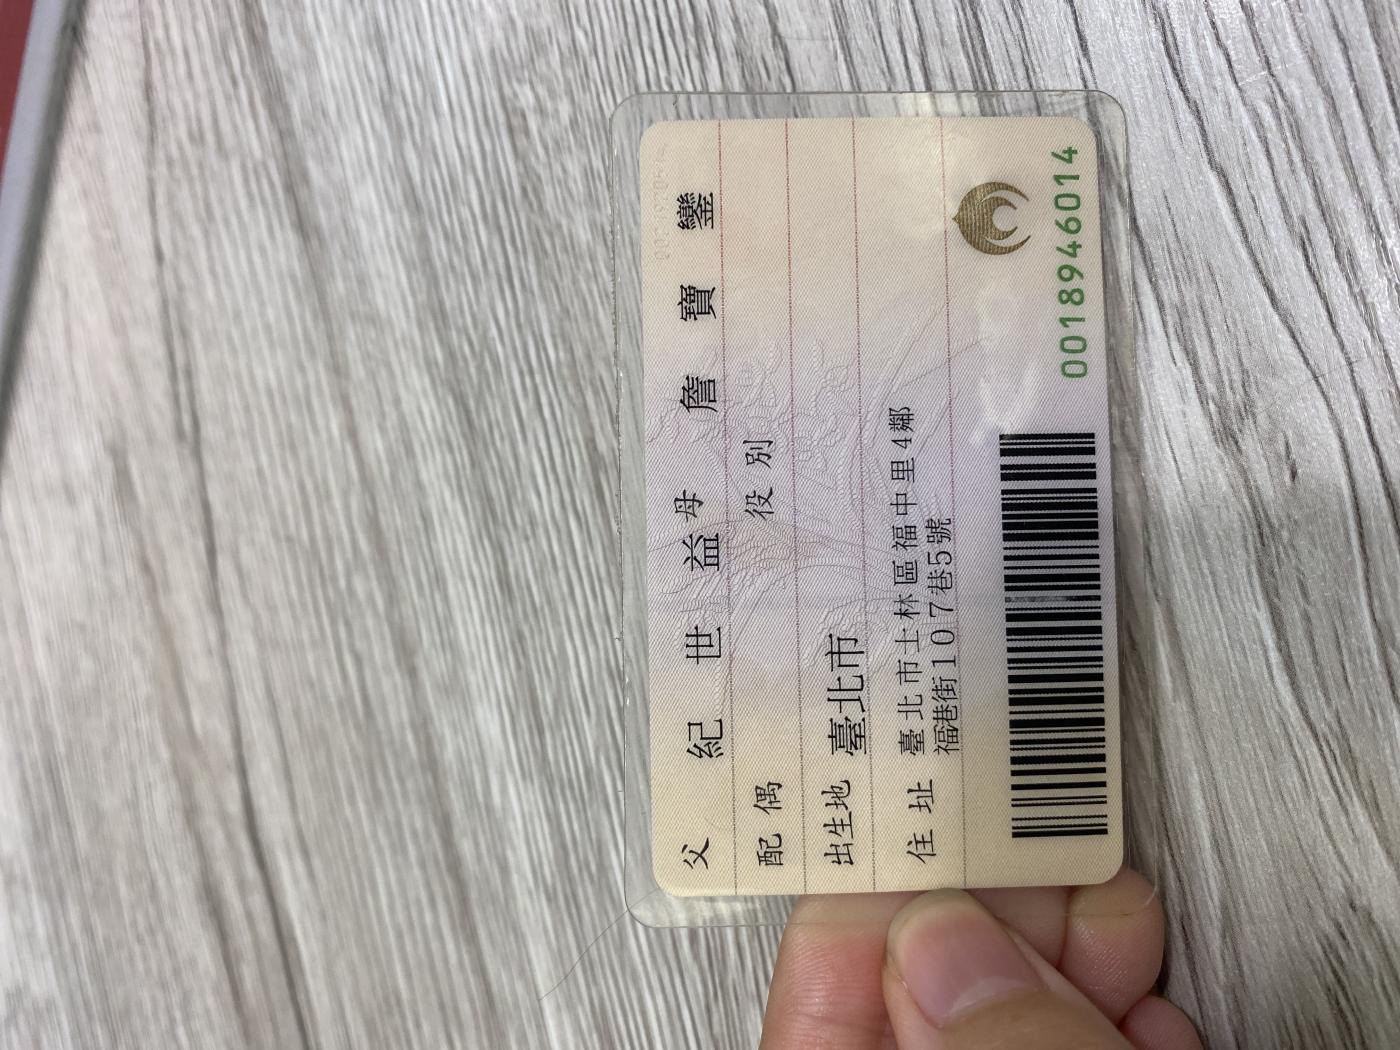 父 紀世益 母 詹寶鑾
配偶 役別
出生地 臺北市
住址 臺北市士林區福中里4鄰
福港街107巷5號
0018946014